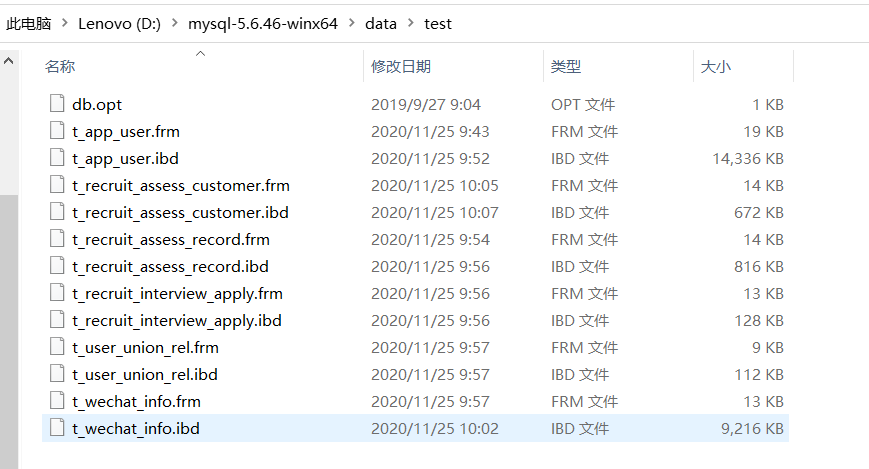 此电脑 > Lenovo (D:) > mysql-5.6.46-winx64 > data > test
名称 修改日期 类型 大小
db.opt 2019/9/27 9:04 OPT 文件 1 KB
t_app_user.frm 2020/11/25 9:43 FRM 文件 19 KB
t_app_user.ibd 2020/11/25 9:52 IBD 文件 14,336 KB
t_recruit_assess_customer.frm 2020/11/25 10:05 FRM 文件 14 KB
t_recruit_assess_customer.ibd 2020/11/25 10:07 IBD 文件 672 KB
t_recruit_assess_record.frm 2020/11/25 9:54 FRM 文件 14 KB
t_recruit_assess_record.ibd 2020/11/25 9:56 IBD 文件 816 KB
t_recruit_interview_apply.frm 2020/11/25 9:56 FRM 文件 13 KB
t_recruit_interview_apply.ibd 2020/11/25 9:56 IBD 文件 128 KB
t_user_union_rel.frm 2020/11/25 9:57 FRM 文件 9 KB
t_user_union_rel.ibd 2020/11/25 9:57 IBD 文件 112 KB
t_wechat_info.frm 2020/11/25 9:57 FRM 文件 13 KB
t_wechat_info.ibd 2020/11/25 10:02 IBD 文件 9,216 KB